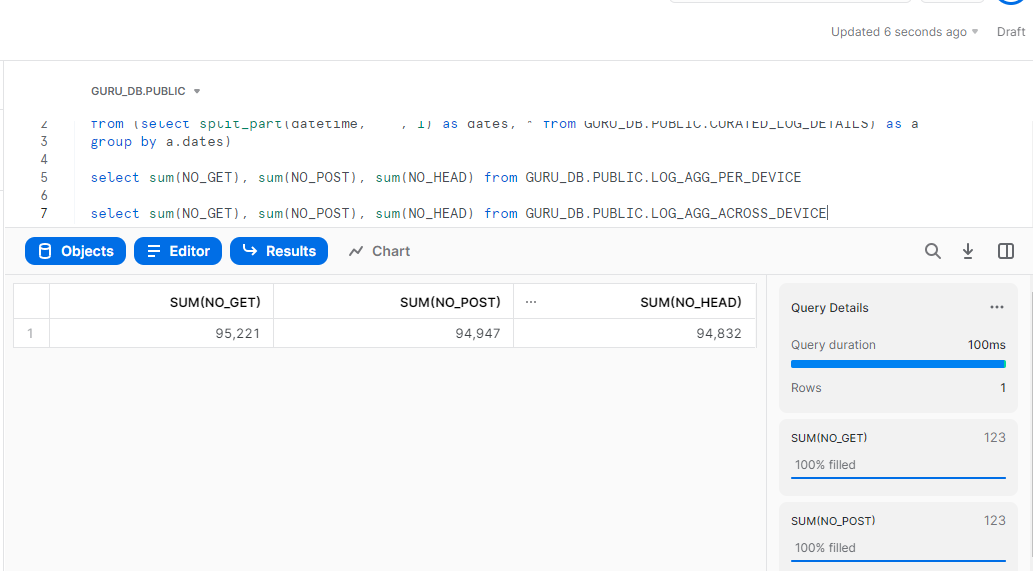 Updated 6 seconds ago Draft
GURU_DB.PUBLIC
2 from (select split_part(datetime, , 1) as dates, * from GURU_DB.PUBLIC.CURATED_LOG_DETAILS) as a
3 group by a.dates)
4
5 select sum(NO_GET), sum(NO_POST), sum(NO_HEAD) from GURU_DB.PUBLIC.LOG_AGG_PER_DEVICE
6
7 select sum(NO_GET), sum(NO_POST), sum(NO_HEAD) from GURU_DB.PUBLIC.LOG_AGG_ACROSS_DEVICE
Objects Editor Results Chart
SUM(NO_GET) SUM(NO_POST) ... SUM(NO_HEAD)
1 95,221 94,947 94,832
Query Details ...
Query duration 100ms
Rows 1
SUM(NO_GET) 123
100% filled
SUM(NO_POST) 123
100% filled